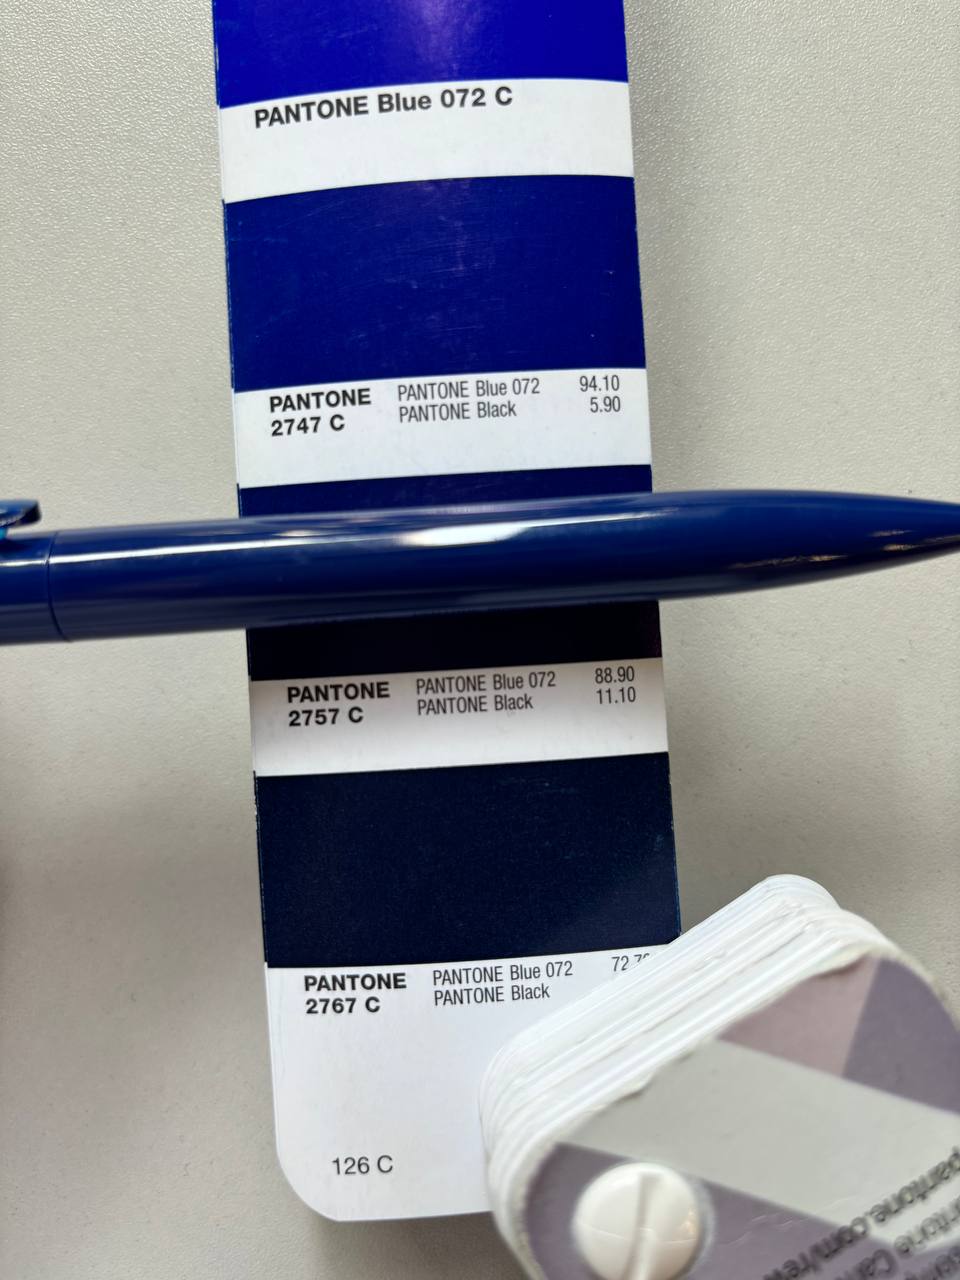 PANTONE Blue 072 C
PANTONE PANTONE Blue 072 94.10
2747 C PANTONE Black 5.90
PANTONE PANTONE Blue 072 88.90
2757 C PANTONE Black 11.10
PANTONE PANTONE Blue 072
2767 C PANTONE Black
126 C